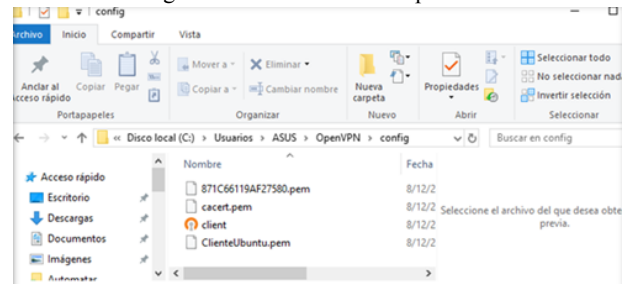 config
Archivo Inicio Compartir Vista
Anclar al Acceso rápido
Copiar
Pegar
Mover a
Copiar a
Eliminar
Cambiar nombre
Nueva carpeta
Propiedades
Seleccionar todo
No seleccionar nad
Invertir selección
Portapapeles Organizar Nuevo Abrir Seleccionar
« Disco local (C:) > Usuarios > ASUS > OpenVPN > config
Buscar en config
Nombre Fecha
Acceso rápido
Escritorio
Descargas
Documentos
Imágenes
Automatar
871C66119AF27580.pem 8/12/2
cacert.pem 8/12/2
client 8/12/2
ClienteUbuntu.pem 8/12/2
Seleccione el archivo del que desea obte
previa.